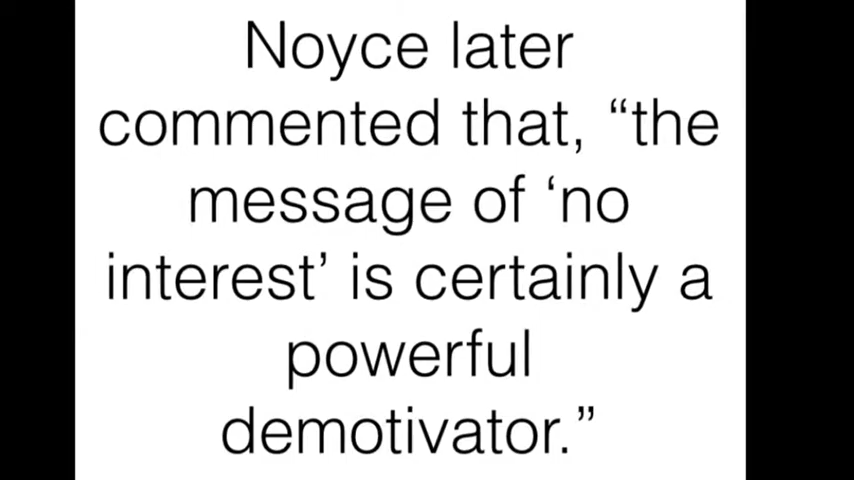 Noyce later
commented that, “the
message of ‘no
interest’ is certainly a
powerful
demotivator.”